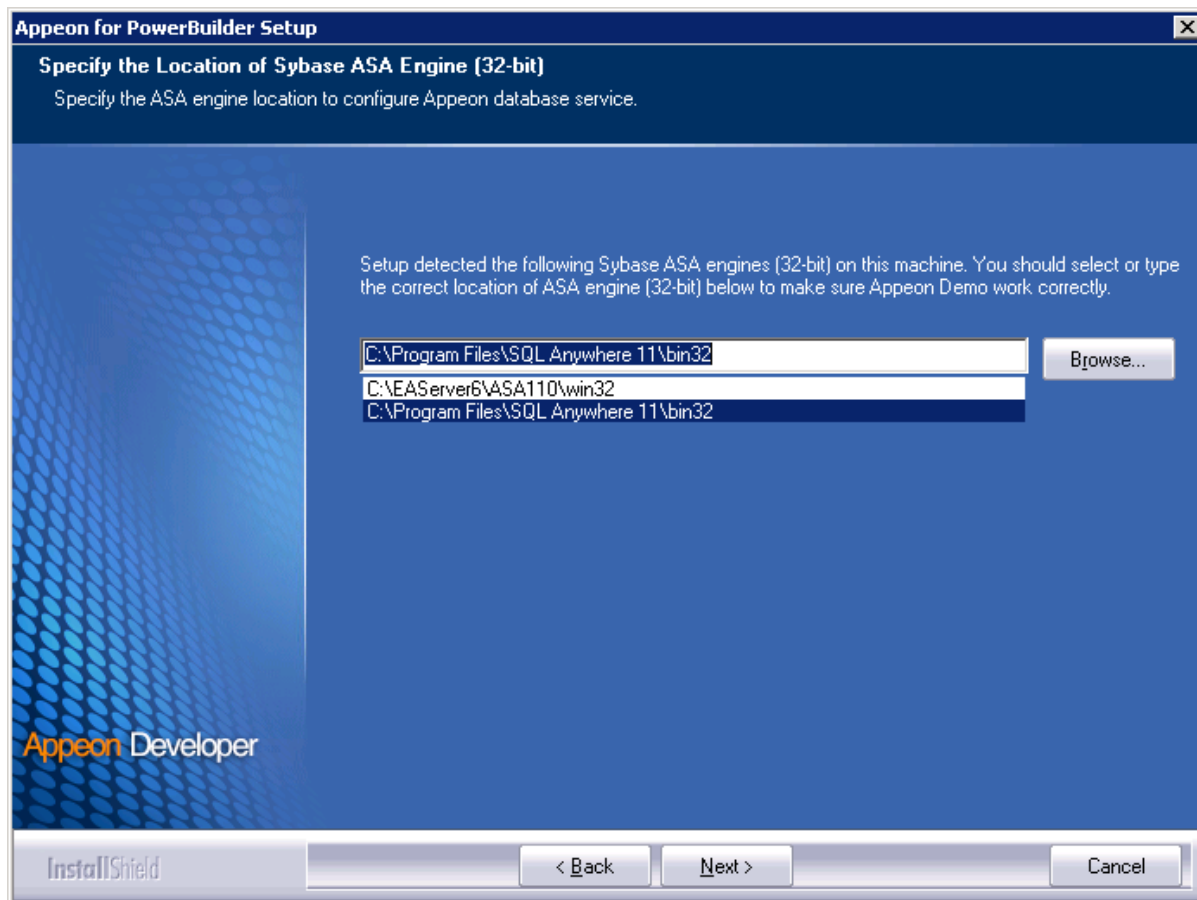 Appeon for PowerBuilder Setup
Specify the Location of Sybase ASA Engine (32-bit)
Specify the ASA engine location to configure Appeon database service.
Setup detected the following Sybase ASA engines (32-bit) on this machine. You should select or type
the correct location of ASA engine (32-bit) below to make sure Appeon Demo work correctly.
C:\Program Files\SQL Anywhere 11\bin32
Browse...
C:\EAServer6\ASA110\win32
C:\Program Files\SQL Anywhere 11\bin32
Appeon Developer
InstallShield
< Back
Next >
Cancel